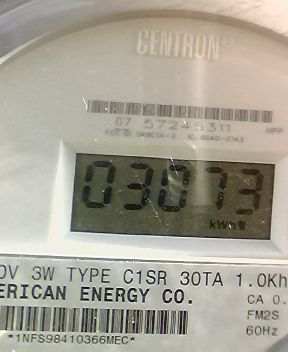 CENTRON®
07 57245311
03073
kWh
0V 3W TYPE C1SR 30TA 1.0Kh
ERICAN ENERGY CO.
CA 0.
FM2S
*1NFS98410366MEC*
60Hz